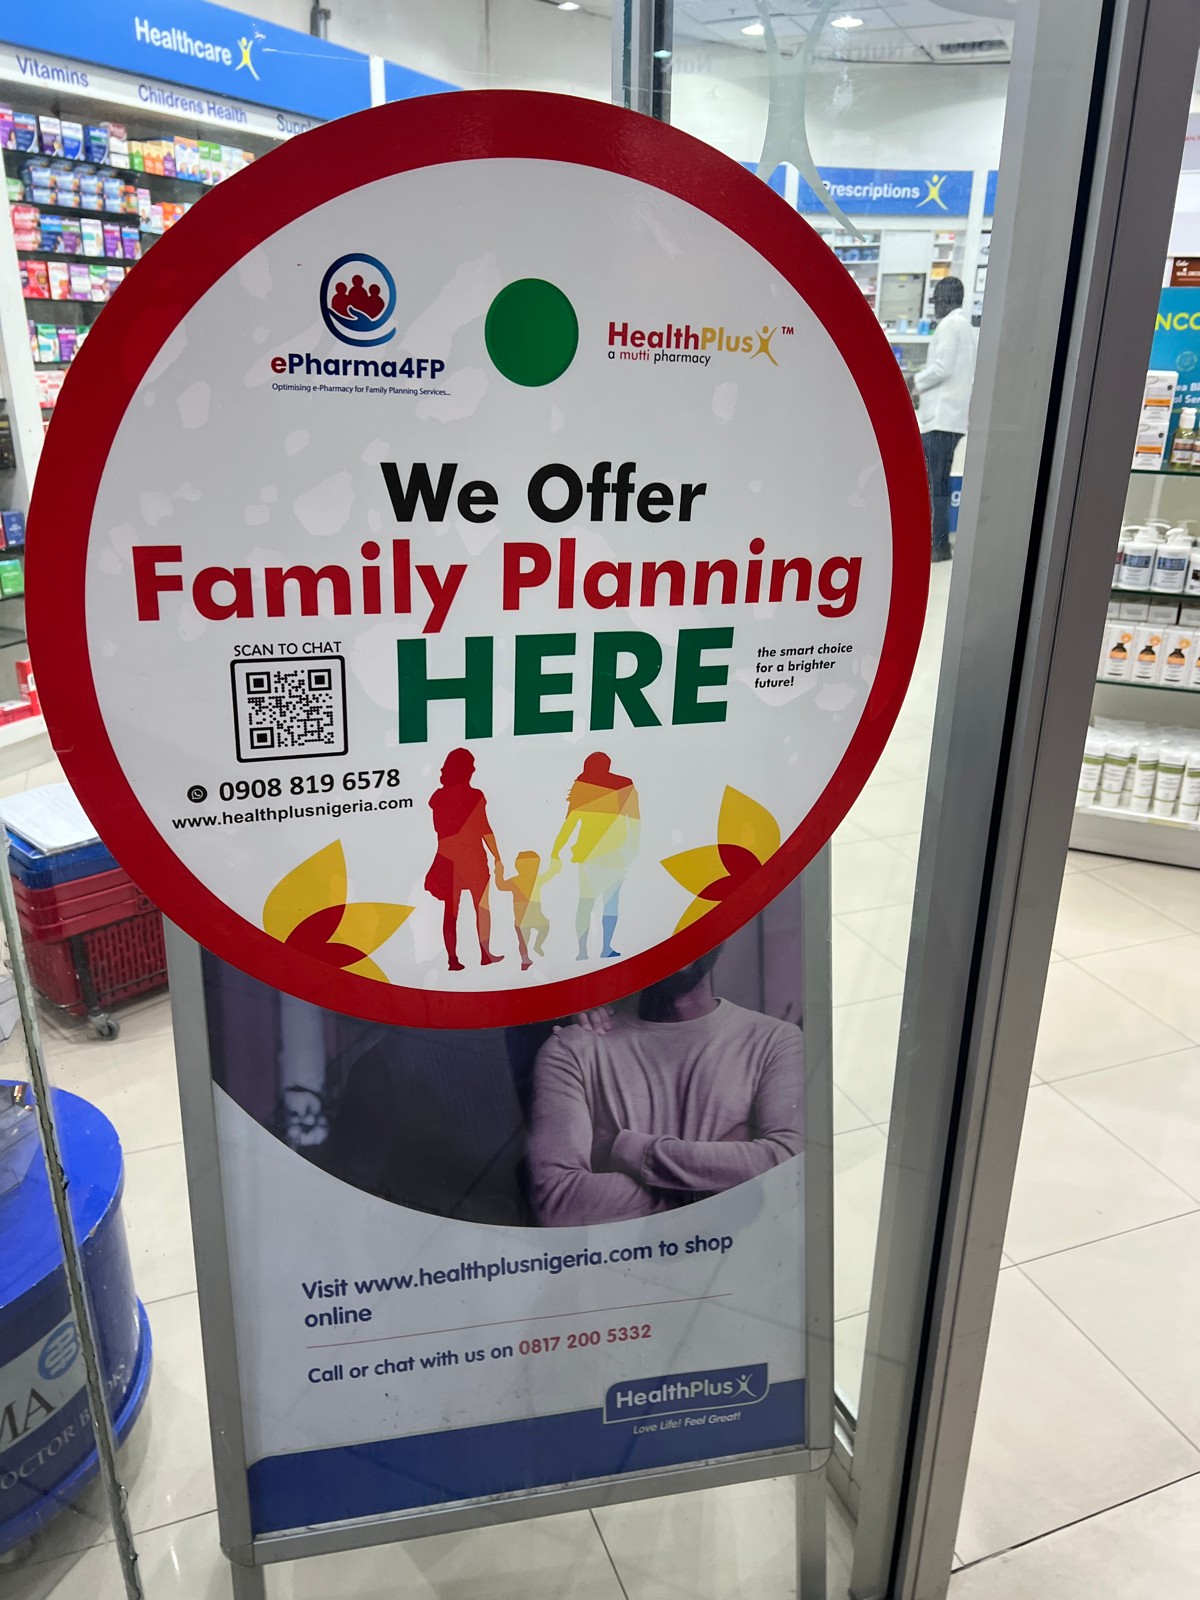 Healthcare
Vitamins
Childrens Health
Prescriptions
ePharma4FP
Optimising e-Pharmacy for Family Planning Services...
HealthPlus TM
a mutti pharmacy
We Offer
Family Planning
HERE
the smart choice
for a brighter
future!
SCAN TO CHAT
0908 819 6578
www.healthplusnigeria.com
Visit www.healthplusnigeria.com to shop
online
Call or chat with us on 0817 200 5332
HealthPlus
Love Life! Feel Great!